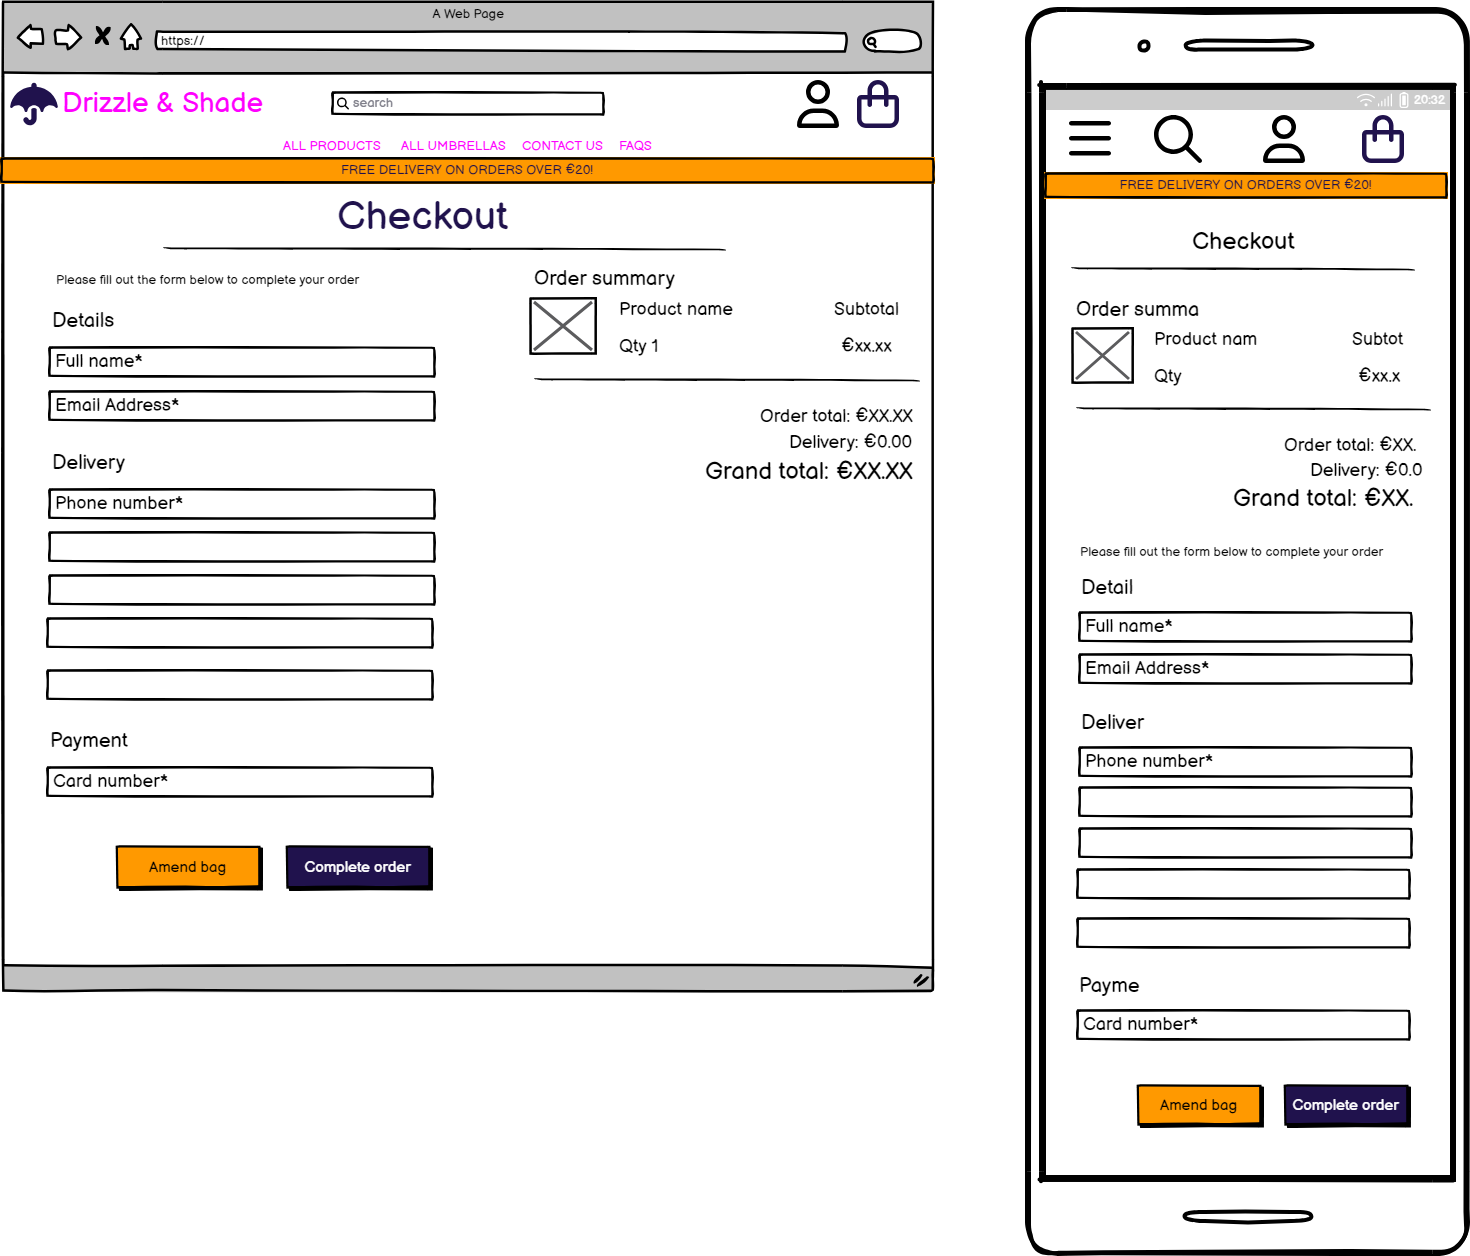 A Web Page
https://
Drizzle & Shade
search
ALL PRODUCTS ALL UMBRELLAS CONTACT US FAQS
FREE DELIVERY ON ORDERS OVER €20!
Checkout
Please fill out the form below to complete your order
Details
Full name*
Email Address*
Delivery
Phone number*
Payment
Card number*
Amend bag Complete order
Order summary
Product name Subtotal
Qty 1 €xx.xx
Order total: €XX.XX
Delivery: €0.00
Grand total: €XX.XX
20:32
FREE DELIVERY ON ORDERS OVER €20!
Checkout
Order summa
Product nam Subtot
Qty €xx.x
Order total: €XX.
Delivery: €0.0
Grand total: €XX.
Please fill out the form below to complete your order
Detail
Full name*
Email Address*
Deliver
Phone number*
Payme
Card number*
Amend bag Complete order